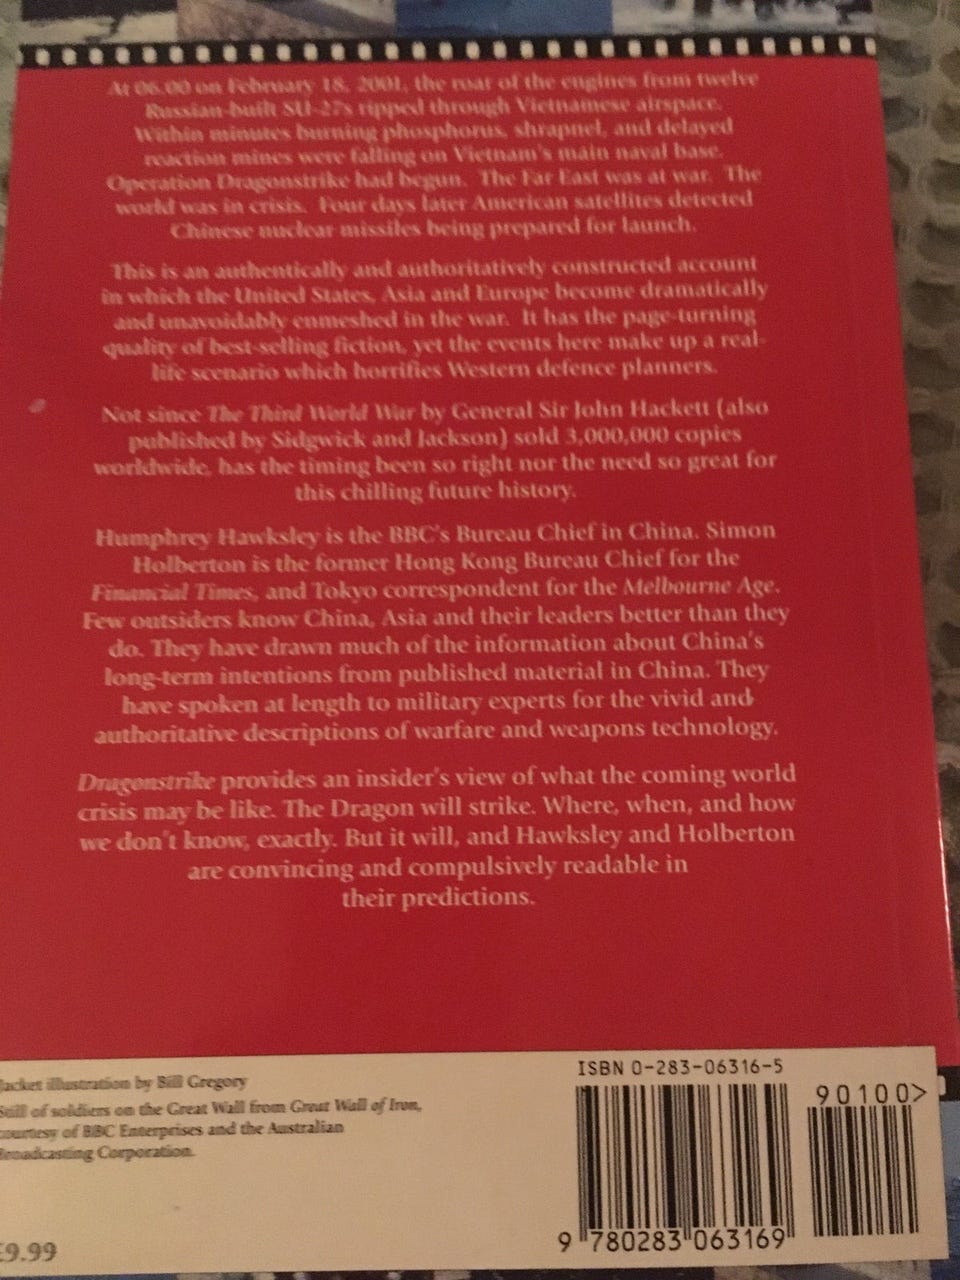 At 06.00 on February 18, 2001, the roar of the engines from twelve
Russian-built SU-27s ripped through Vietnamese airspace.
Within minutes burning phosphorus, shrapnel, and delayed
reaction mines were falling on Vietnam's main naval base.
Operation Dragonstrike had begun. The Far East was at war. The
world was in crisis. Four days later American satellites detected
Chinese nuclear missiles being prepared for launch.
This is an authentically and authoritatively constructed account
in which the United States, Asia and Europe become dramatically
and unavoidably enmeshed in the war. It has the page-turning
quality of best-selling fiction, yet the events here make up a real-
life scenario which horrifies Western defence planners.
Not since The Third World War by General Sir John Hackett (also
published by Sidgwick and Jackson) sold 3,000,000 copies
worldwide, has the timing been so right nor the need so great for
this chilling future history.
Humphrey Hawksley is the BBC's Bureau Chief in China. Simon
Holberton is the former Hong Kong Bureau Chief for the
Financial Times, and Tokyo correspondent for the Melbourne Age.
Few outsiders know China, Asia and their leaders better than they
do. They have drawn much of the information about China's
long-term intentions from published material in China. They
have spoken at length to military experts for the vivid and
authoritative descriptions of warfare and weapons technology.
Dragonstrike provides an insider's view of what the coming world
crisis may be like. The Dragon will strike. Where, when, and how
we don't know, exactly. But it will, and Hawksley and Holberton
are convincing and compulsively readable in
their predictions.
Jacket illustration by Bill Gregory
Still of soldiers on the Great Wall from Great Wall of Iron,
courtesy of BBC Enterprises and the Australian
Broadcasting Corporation.
£9.99
ISBN 0-283-06316-5
90100>
9 780283 063169